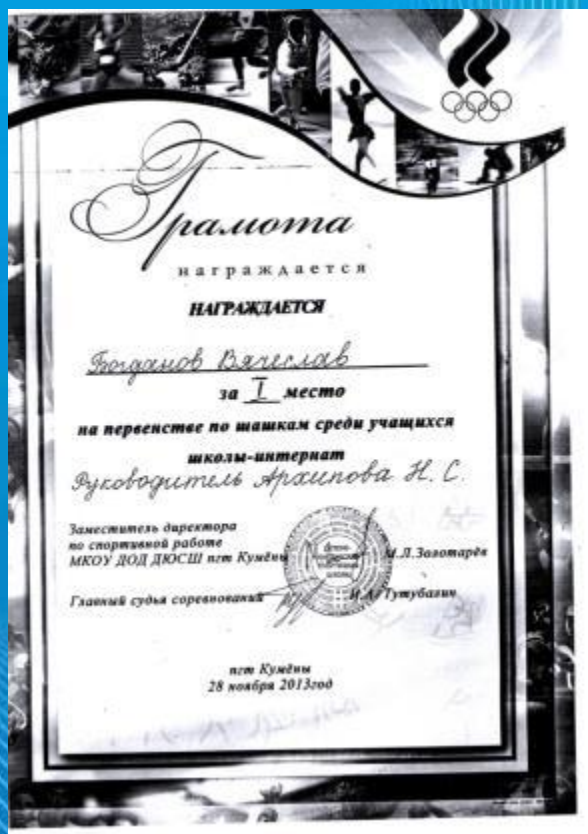 Грамота
награждается
НАГРАЖДАЕТСЯ
Богданов Вячеслав
за I место
на первенстве по шашкам среди учащихся
школы-интернат
Руководитель Архипова Н. С.
Заместитель директора
по спортивной работе
МКОУ ДОД ДЮСШ пгт Кумёны
М.Л.Золотарёв
Главный судья соревнований
И.А.Тутубалин
пгт Кумёны
28 ноября 2013год